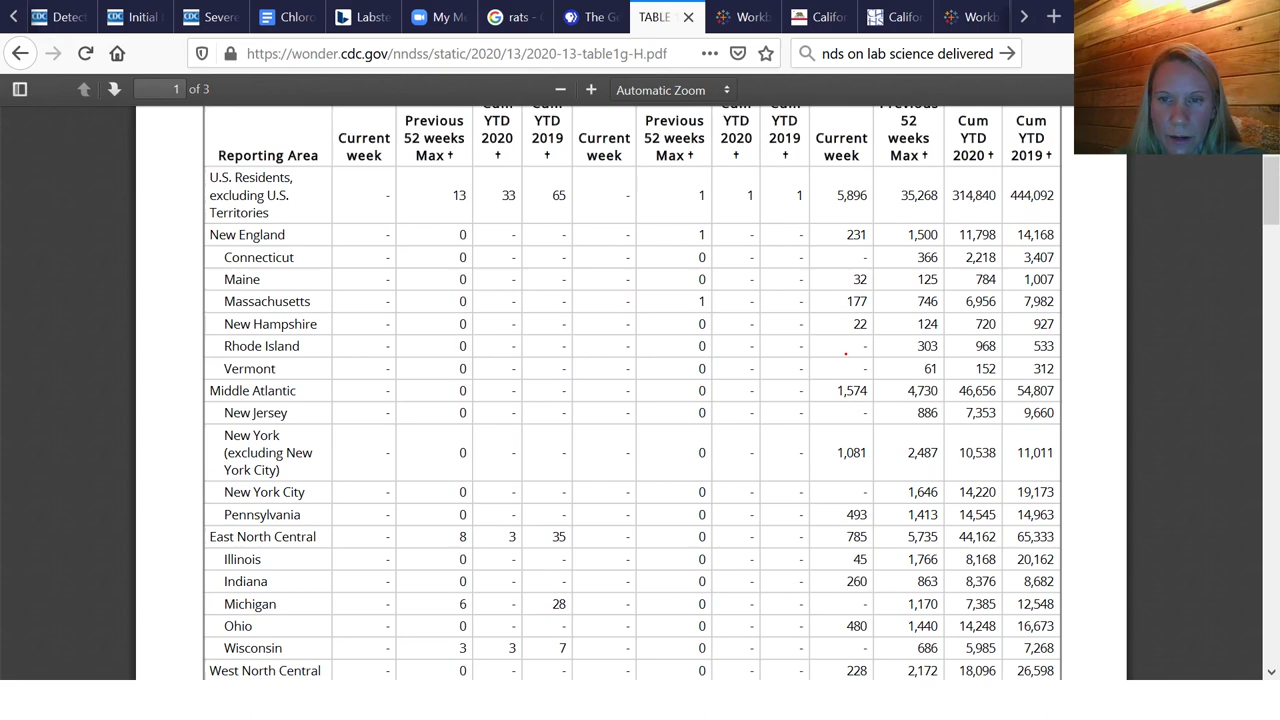 CDC Detect
CDC Initial
CDC Severe
Chloro
Labste
My M
rats - G
The Ge
TABLE
Workb
Califor
Califor
Workb
https://wonder.cdc.gov/nndss/static/2020/13/2020-13-table1g-H.pdf
nds on lab science delivered
1 of 3
Automatic Zoom
Reporting Area Current week Previous 52 weeks Max † Cum YTD 2020 † Cum YTD 2019 † Current week Previous 52 weeks Max † Cum YTD 2020 † Cum YTD 2019 † Current week Previous 52 weeks Max † Cum YTD 2020 † Cum YTD 2019 †
U.S. Residents, excluding U.S. Territories - 13 33 65 - 1 1 1 5,896 35,268 314,840 444,092
New England - 0 - - - 1 - - 231 1,500 11,798 14,168
Connecticut - 0 - - - 0 - - - 366 2,218 3,407
Maine - 0 - - - 0 - - 32 125 784 1,007
Massachusetts - 0 - - - 1 - - 177 746 6,956 7,982
New Hampshire - 0 - - - 0 - - 22 124 720 927
Rhode Island - 0 - - - 0 - - - 303 968 533
Vermont - 0 - - - 0 - - - 61 152 312
Middle Atlantic - 0 - - - 0 - - 1,574 4,730 46,656 54,807
New Jersey - 0 - - - 0 - - - 886 7,353 9,660
New York (excluding New York City) - 0 - - - 0 - - 1,081 2,487 10,538 11,011
New York City - 0 - - - 0 - - - 1,646 14,220 19,173
Pennsylvania - 0 - - - 0 - - 493 1,413 14,545 14,963
East North Central - 8 3 35 - 0 - - 785 5,735 44,162 65,333
Illinois - 0 - - - 0 - - 45 1,766 8,168 20,162
Indiana - 0 - - - 0 - - 260 863 8,376 8,682
Michigan - 6 - 28 - 0 - - - 1,170 7,385 12,548
Ohio - 0 - - - 0 - - 480 1,440 14,248 16,673
Wisconsin - 3 3 7 - 0 - - - 686 5,985 7,268
West North Central - 0 - - - 0 - - 228 2,172 18,096 26,598